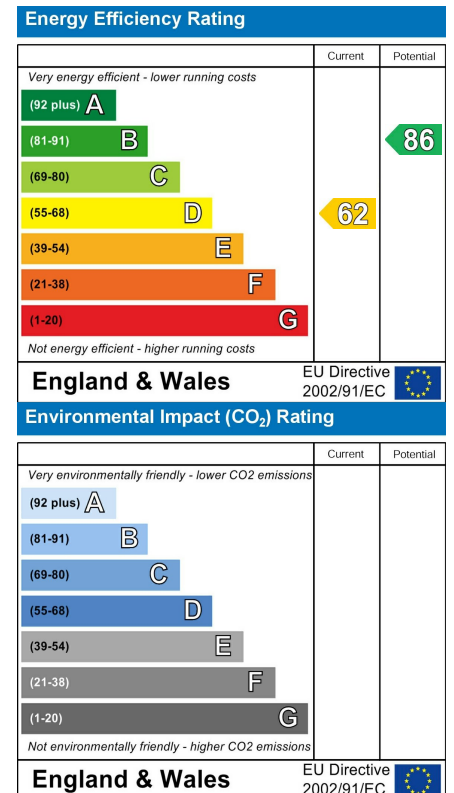 Energy Efficiency Rating
Current Potential
Very energy efficient - lower running costs
(92 plus) A
(81-91) B
86
(69-80) C
(55-68) D
62
(39-54) E
(21-38) F
(1-20) G
Not energy efficient - higher running costs
England & Wales
EU Directive
2002/91/EC
Environmental Impact (CO₂) Rating
Current Potential
Very environmentally friendly - lower CO2 emissions
(92 plus) A
(81-91) B
(69-80) C
(55-68) D
(39-54) E
(21-38) F
(1-20) G
Not environmentally friendly - higher CO2 emissions
England & Wales
EU Directive
2002/91/EC